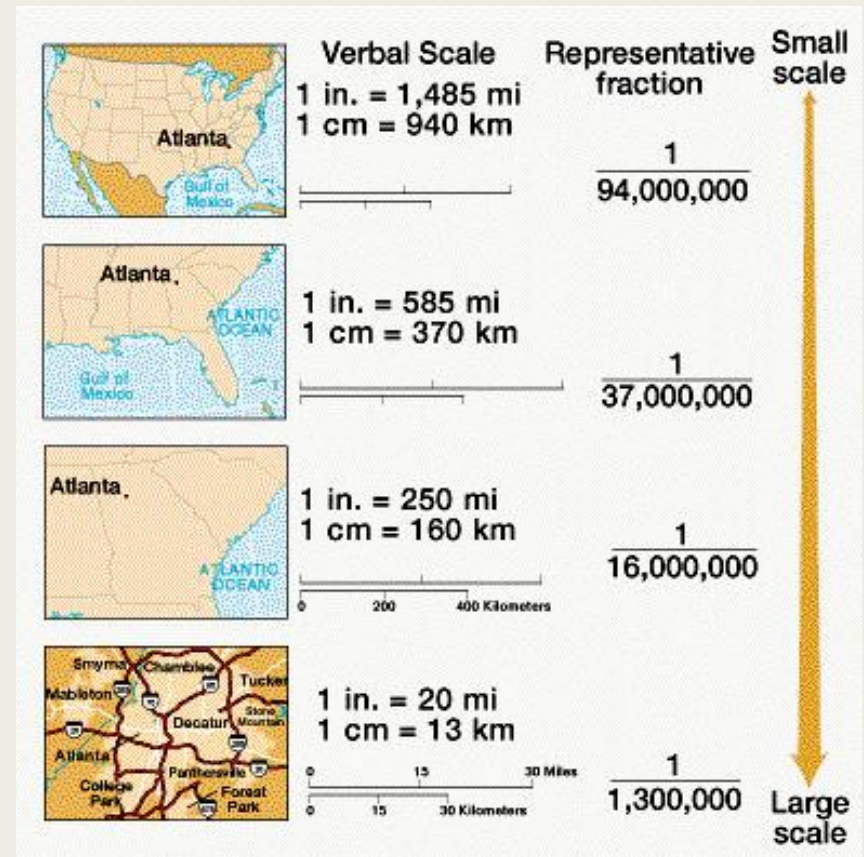 Verbal Scale
Representative
fraction
Small
scale
Atlanta
Gulf of
Mexico
1 in. = 1,485 mi
1 cm = 940 km
1
94,000,000
Atlanta
ATLANTIC
OCEAN
Gulf of
Mexico
1 in. = 585 mi
1 cm = 370 km
1
37,000,000
Atlanta
ATLANTIC
OCEAN
1 in. = 250 mi
1 cm = 160 km
0 200 400 Kilometers
1
16,000,000
Smyrna Chamblee
Tucker
Mableton
Stone
Mountain
Decatur
Atlanta
Panthersville
College
Park
Forest
Park
1 in. = 20 mi
1 cm = 13 km
0 15 30 Miles
0 15 30 Kilometers
1
1,300,000
Large
scale